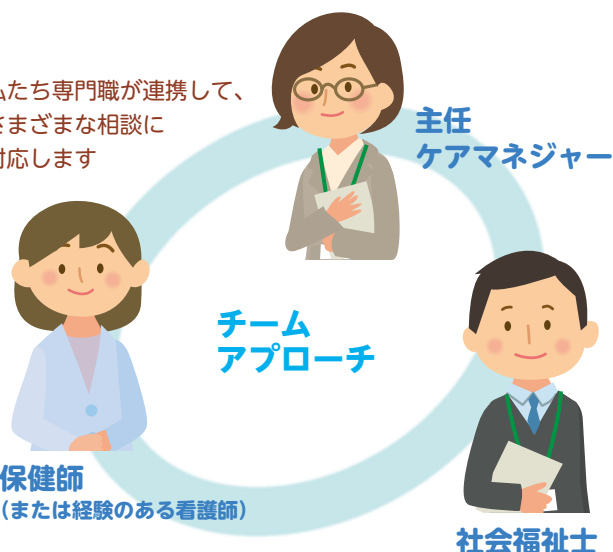 私たち専門職が連携して、
さまざまな相談に
対応します
主任
ケアマネジャー
チーム
アプローチ
保健師
（または経験のある看護師）
社会福祉士